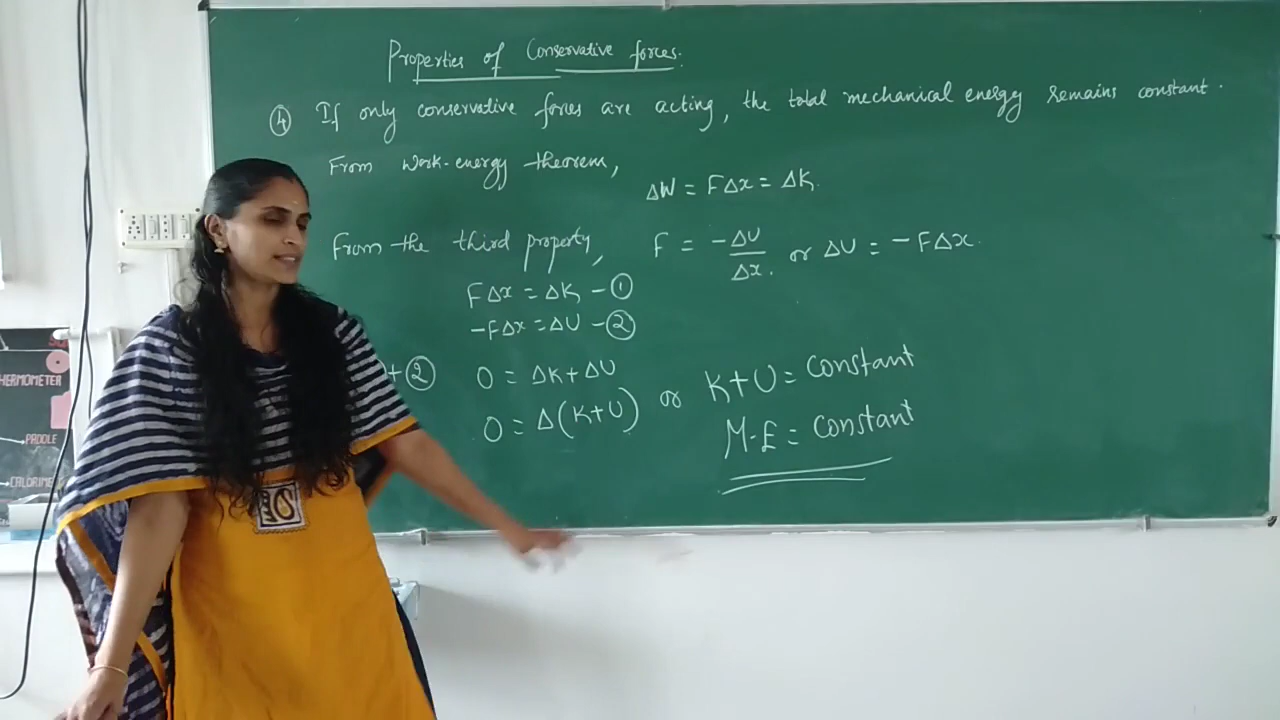 Properties of Conservative forces.
④ If only conservative forces are acting, the total mechanical energy remains constant.
From work-energy theorem,
ΔW = FΔx = ΔK.
From the third property,
F = -ΔU/Δx. or ΔU = -FΔx.
FΔx = ΔK - ①
-FΔx = ΔU - ②
+ ② 0 = ΔK + ΔU
0 = Δ(K+U) or K+U = Constant
M.E = Constant
THERMOMETER
PADDLE